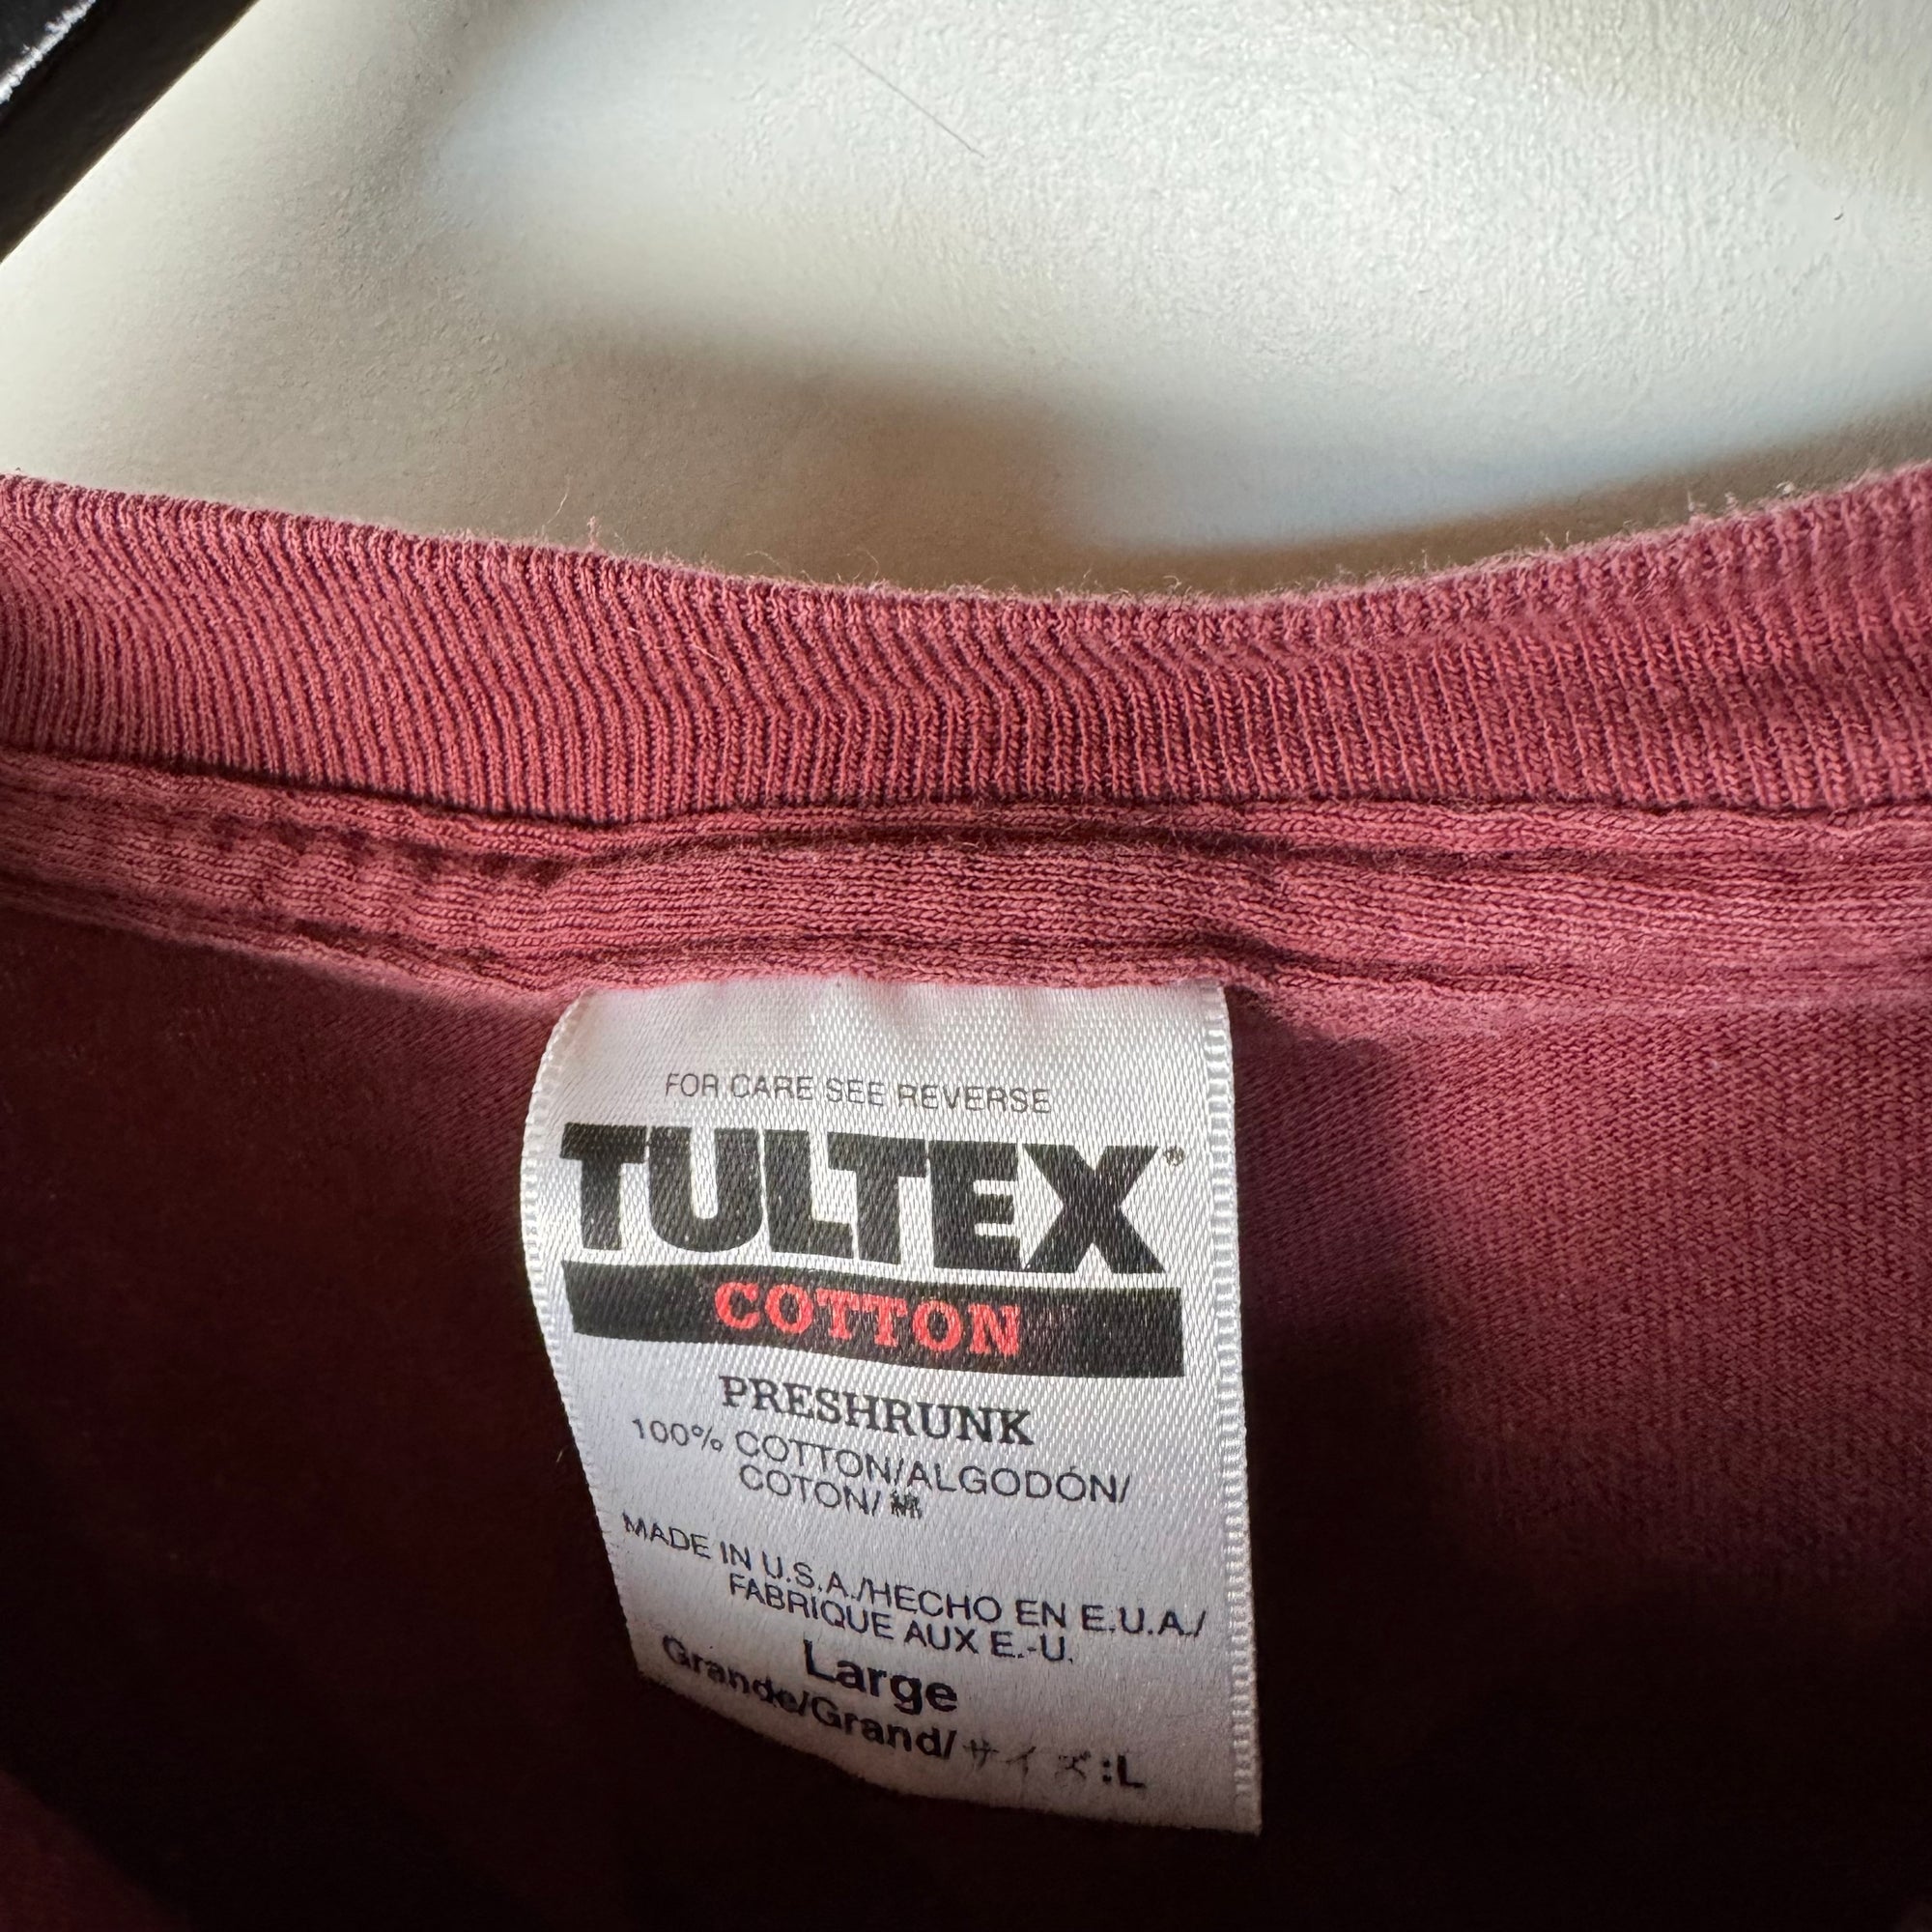 FOR CARE SEE REVERSE
TULTEX®
COTTON
PRESHRUNK
100% COTTON/ALGODÓN/
COTON/綿
MADE IN U.S.A./HECHO EN E.U.A./
FABRIQUE AUX E.-U.
Large
Grande/Grand/サイズ:L